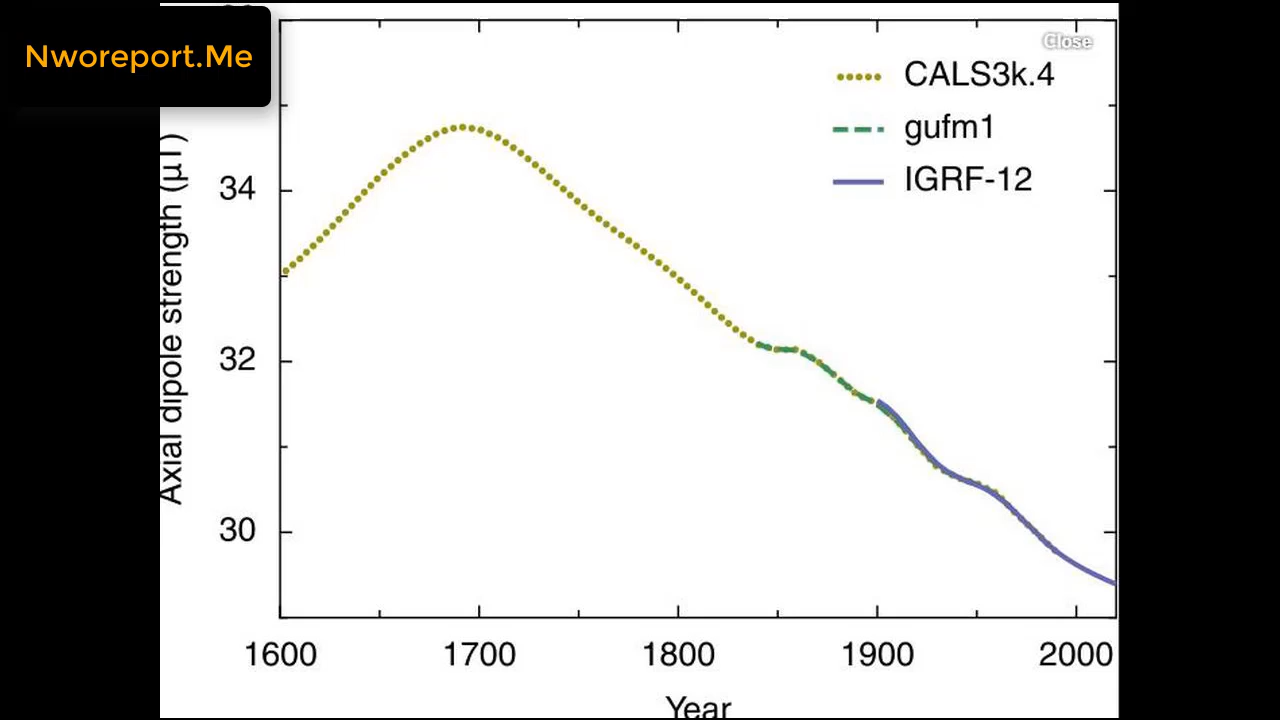 Nworeport.Me
Close
CALS3k.4
gufm1
IGRF-12
Axial dipole strength (μT)
34
32
30
1600 1700 1800 1900 2000
Year